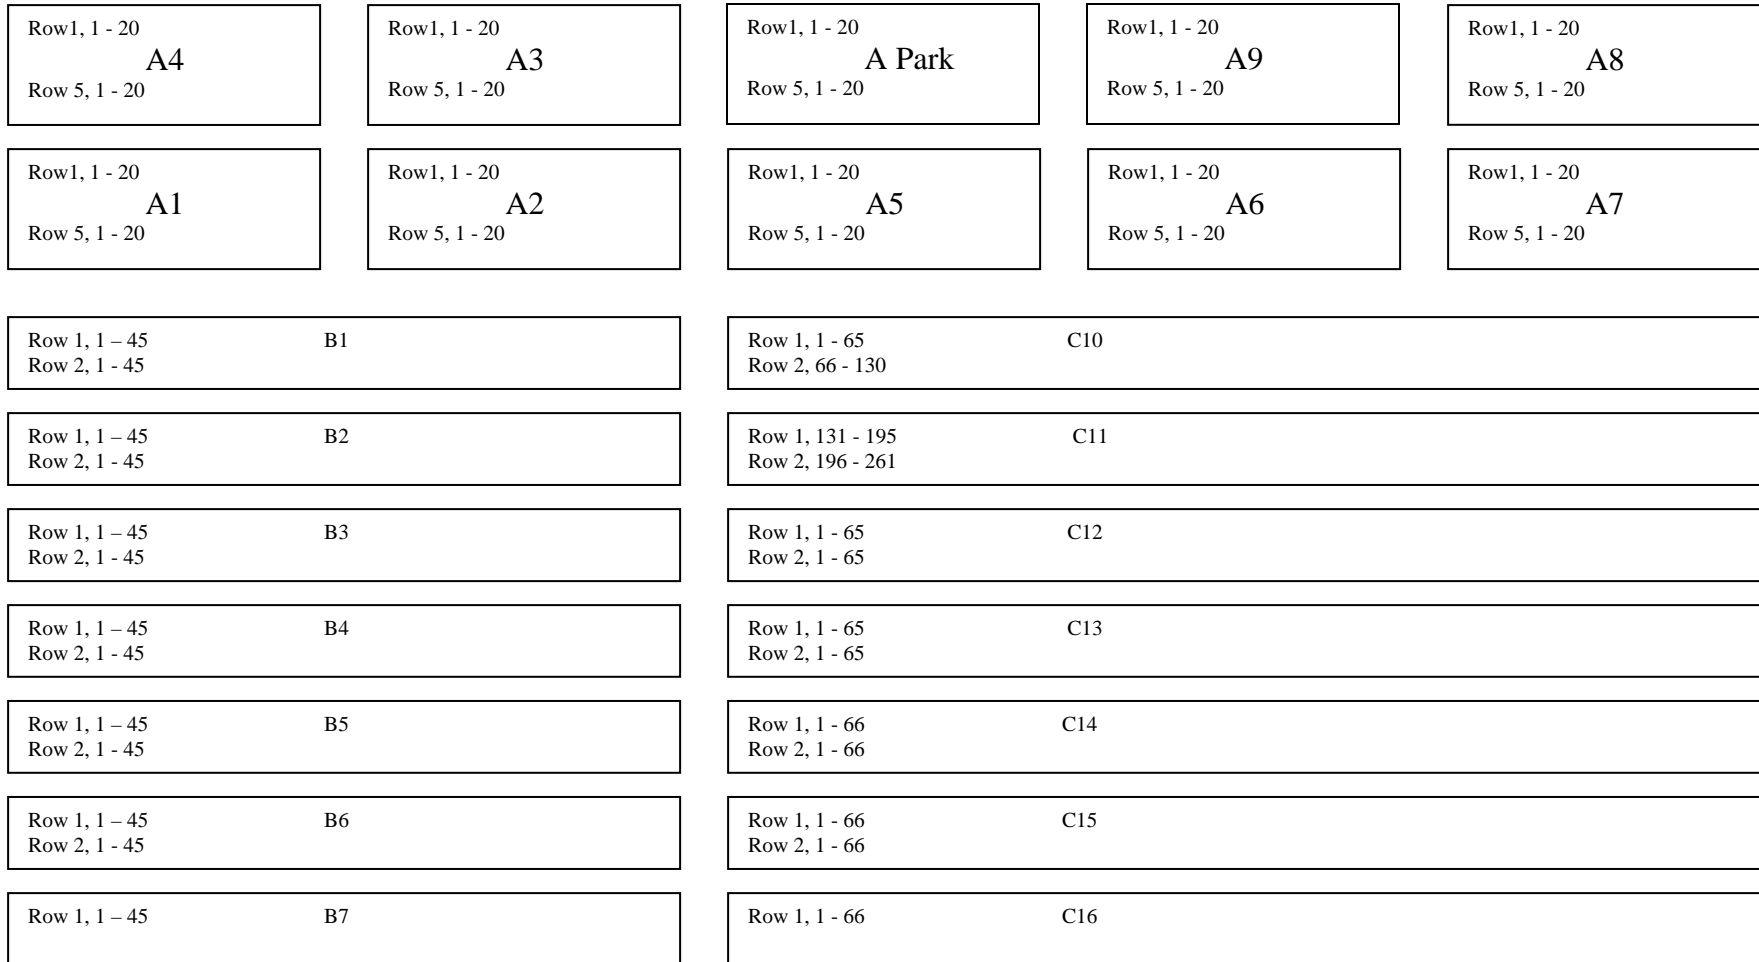 Row1, 1 - 20
A4
Row 5, 1 - 20
Row1, 1 - 20
A3
Row 5, 1 - 20
Row1, 1 - 20
A Park
Row 5, 1 - 20
Row1, 1 - 20
A9
Row 5, 1 - 20
Row1, 1 - 20
A8
Row 5, 1 - 20
Row1, 1 - 20
A1
Row 5, 1 - 20
Row1, 1 - 20
A2
Row 5, 1 - 20
Row1, 1 - 20
A5
Row 5, 1 - 20
Row1, 1 - 20
A6
Row 5, 1 - 20
Row1, 1 - 20
A7
Row 5, 1 - 20
Row 1, 1 – 45 B1
Row 2, 1 - 45
Row 1, 1 - 65 C10
Row 2, 66 - 130
Row 1, 1 – 45 B2
Row 2, 1 - 45
Row 1, 131 - 195 C11
Row 2, 196 - 261
Row 1, 1 – 45 B3
Row 2, 1 - 45
Row 1, 1 - 65 C12
Row 2, 1 - 65
Row 1, 1 – 45 B4
Row 2, 1 - 45
Row 1, 1 - 65 C13
Row 2, 1 - 65
Row 1, 1 – 45 B5
Row 2, 1 - 45
Row 1, 1 - 66 C14
Row 2, 1 - 66
Row 1, 1 – 45 B6
Row 2, 1 - 45
Row 1, 1 - 66 C15
Row 2, 1 - 66
Row 1, 1 – 45 B7
Row 1, 1 - 66 C16